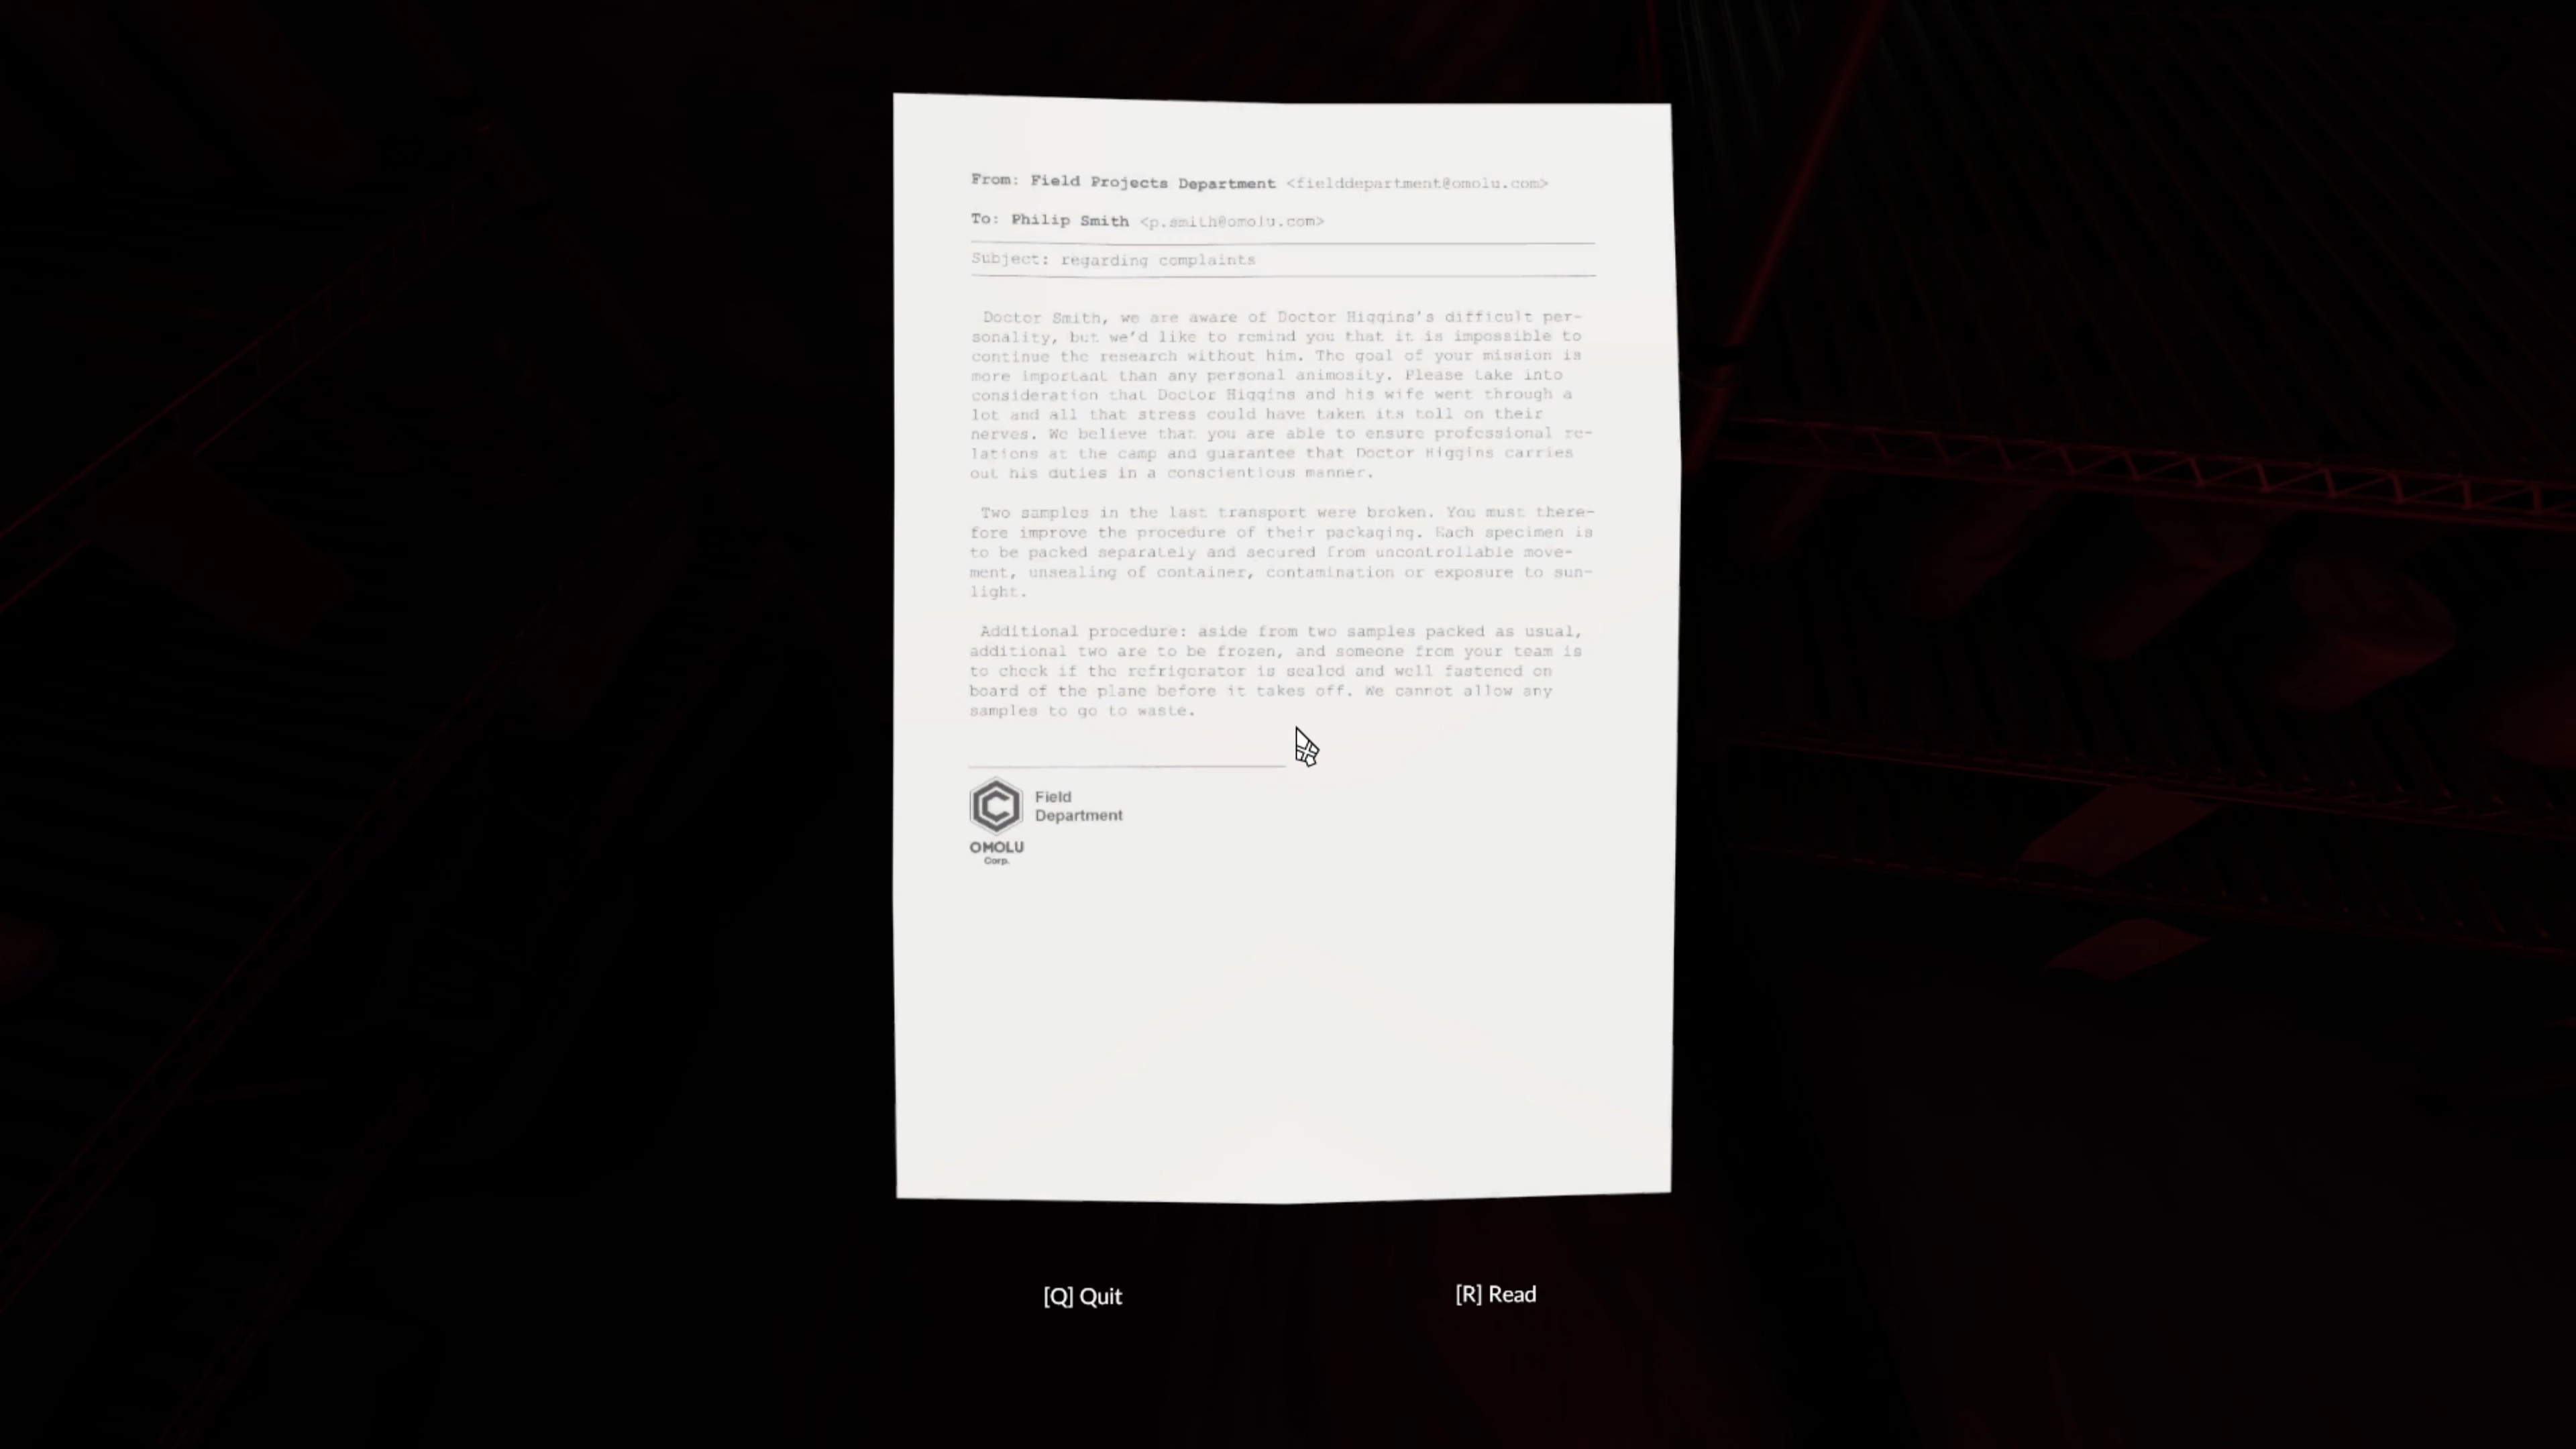 From: Field Projects Department <fielddepartment@omolu.com>
To: Philip Smith <p.smith@omolu.com>
Subject: regarding complaints
Doctor Smith, we are aware of Doctor Higgins's difficult per-
sonality, but we'd like to remind you that it is impossible to
continue the research without him. The goal of your mission is
more important than any personal animosity. Please take into
consideration that Doctor Higgins and his wife went through a
lot and all that stress could have taken its toll on their
nerves. We believe that you are able to ensure professional re-
lations at the camp and guarantee that Doctor Higgins carries
out his duties in a conscientious manner.
Two samples in the last transport were broken. You must there-
fore improve the procedure of their packaging. Each specimen is
to be packed separately and secured from uncontrollable move-
ment, unsealing of container, contamination or exposure to sun-
light.
Additional procedure: aside from two samples packed as usual,
additional two are to be frozen, and someone from your team is
to check if the refrigerator is sealed and well fastened on
board of the plane before it takes off. We cannot allow any
samples to go to waste.
Field
Department
OMOLU
Corp.
[Q] Quit
[R] Read